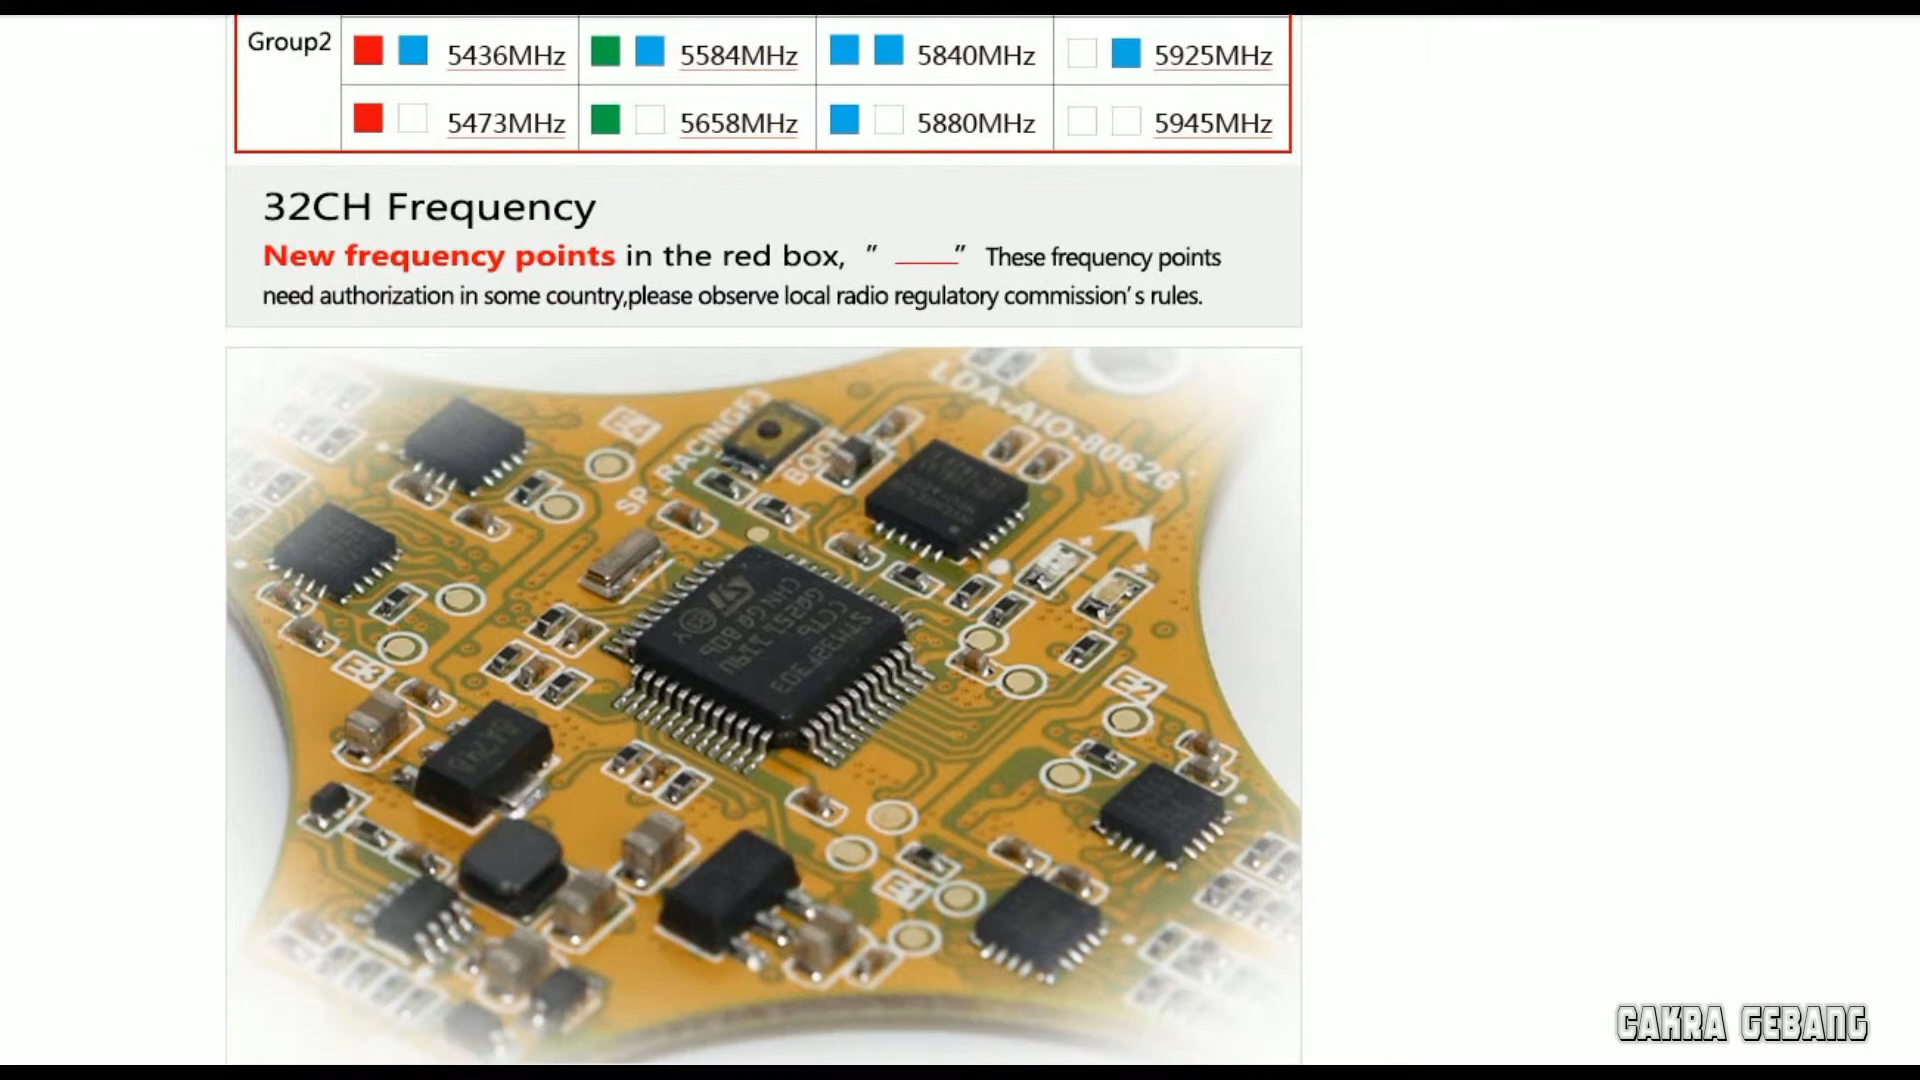 Group2
5436MHz 5584MHz 5840MHz 5925MHz
5473MHz 5658MHz 5880MHz 5945MHz
32CH Frequency
New frequency points in the red box, " ____" These frequency points
need authorization in some country,please observe local radio regulatory commission's rules.
LDA-AIO-80626
E4
SP_RACINGF3
BOOT
E3
E2
E1
CAKRA GEBANG